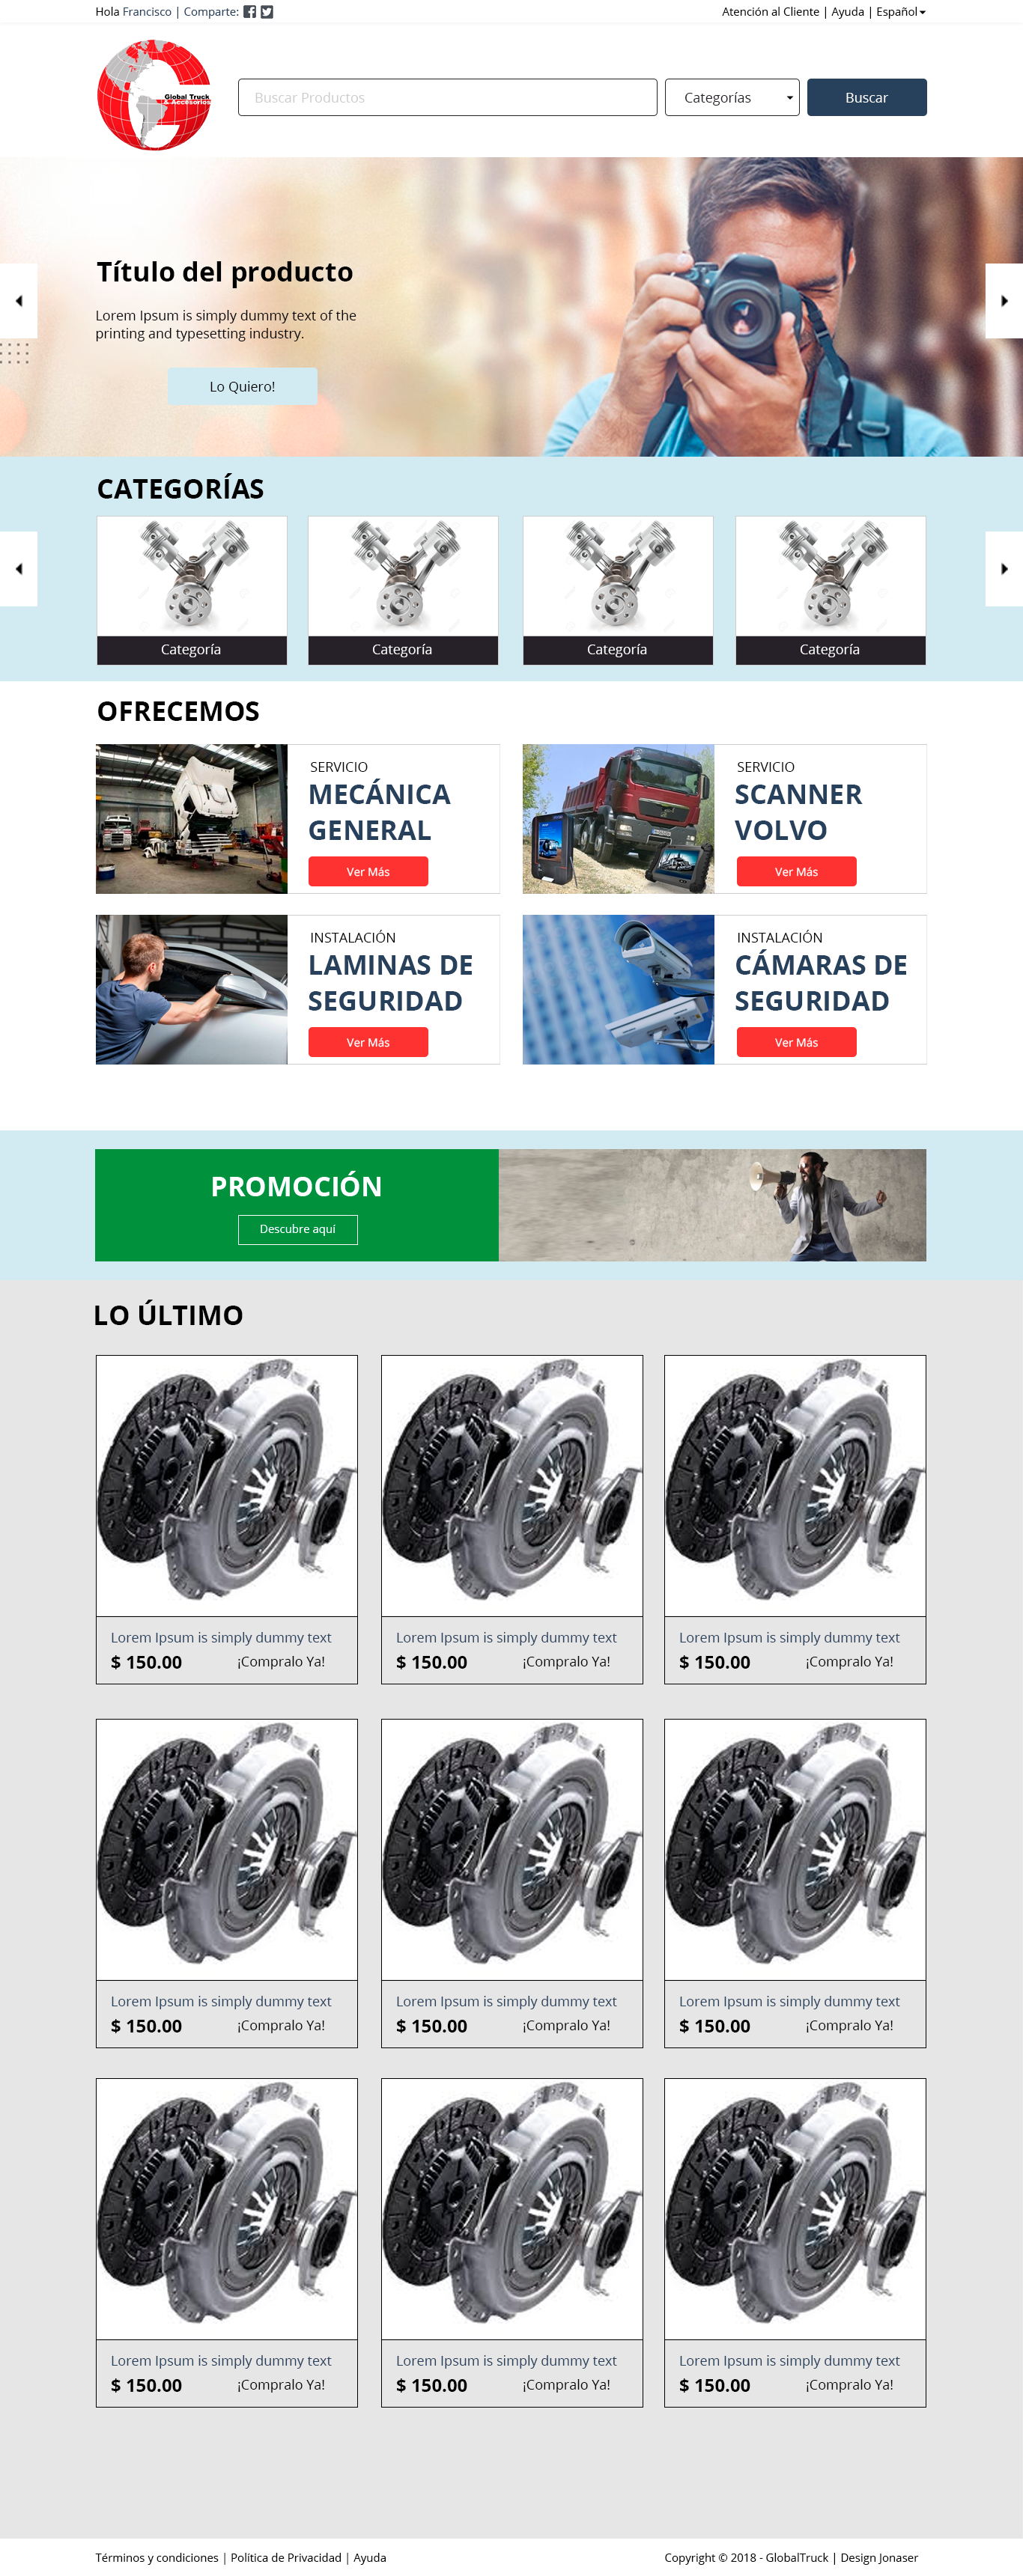 Hola Francisco | Comparte:
Atención al Cliente | Ayuda | Español
Global Truck
& Accesorios
Buscar Productos
Categorías
Buscar
Título del producto
Lorem Ipsum is simply dummy text of the
printing and typesetting industry.
Lo Quiero!
CATEGORÍAS
Categoría
Categoría
Categoría
Categoría
OFRECEMOS
SERVICIO
MECÁNICA
GENERAL
Ver Más
SERVICIO
SCANNER
VOLVO
Ver Más
INSTALACIÓN
LAMINAS DE
SEGURIDAD
Ver Más
INSTALACIÓN
CÁMARAS DE
SEGURIDAD
Ver Más
PROMOCIÓN
Descubre aquí
LO ÚLTIMO
Lorem Ipsum is simply dummy text
$ 150.00 ¡Compralo Ya!
Lorem Ipsum is simply dummy text
$ 150.00 ¡Compralo Ya!
Lorem Ipsum is simply dummy text
$ 150.00 ¡Compralo Ya!
Lorem Ipsum is simply dummy text
$ 150.00 ¡Compralo Ya!
Lorem Ipsum is simply dummy text
$ 150.00 ¡Compralo Ya!
Lorem Ipsum is simply dummy text
$ 150.00 ¡Compralo Ya!
Lorem Ipsum is simply dummy text
$ 150.00 ¡Compralo Ya!
Lorem Ipsum is simply dummy text
$ 150.00 ¡Compralo Ya!
Lorem Ipsum is simply dummy text
$ 150.00 ¡Compralo Ya!
Términos y condiciones | Política de Privacidad | Ayuda
Copyright © 2018 - GlobalTruck | Design Jonaser